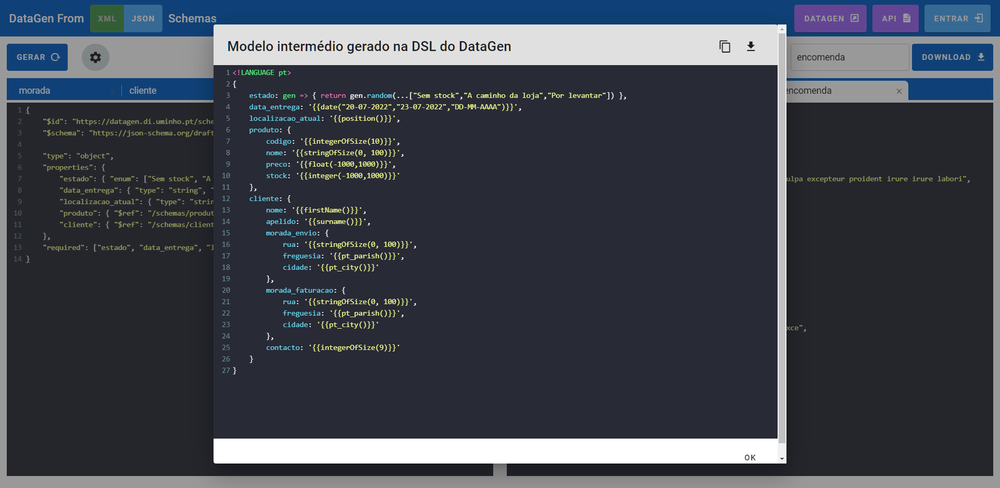 DataGen From XML JSON Schemas DATAGEN API ENTRAR
GERAR encomenda DOWNLOAD
morada cliente encomenda
1 {
2 "$id": "https://datagen.di.uminho.pt/sche
3 "$schema": "https://json-schema.org/draft
4
5 "type": "object",
6 "properties": {
7 "estado": { "enum": ["Sem stock", "A
8 "data_entrega": { "type": "string", "
9 "localizacao_atual": { "type": "strin
10 "produto": { "$ref": "/schemas/produt
11 "cliente": { "$ref": "/schemas/client
12 },
13 "required": ["estado", "data_entrega", "l
14 }
Modelo intermédio gerado na DSL do DataGen
1 <!LANGUAGE pt>
2 {
3 estado: gen => { return gen.random(...["Sem stock","A caminho da loja","Por levantar"]) },
4 data_entrega: '{{date("20-07-2022","23-07-2022","DD-MM-AAAA")}}',
5 localizacao_atual: '{{position()}}',
6 produto: {
7 codigo: '{{integerOfSize(10)}}',
8 nome: '{{stringOfSize(0, 100)}}',
9 preco: '{{float(-1000,1000)}}',
10 stock: '{{integer(-1000,1000)}}'
11 },
12 cliente: {
13 nome: '{{firstName()}}',
14 apelido: '{{surname()}}',
15 morada_envio: {
16 rua: '{{stringOfSize(0, 100)}}',
17 freguesia: '{{pt_parish()}}',
18 cidade: '{{pt_city()}}'
19 },
20 morada_faturacao: {
21 rua: '{{stringOfSize(0, 100)}}',
22 freguesia: '{{pt_parish()}}',
23 cidade: '{{pt_city()}}'
24 },
25 contacto: '{{integerOfSize(9)}}'
26 }
27 }
OK
ulpa excepteur proident irure irure labori",
xce",